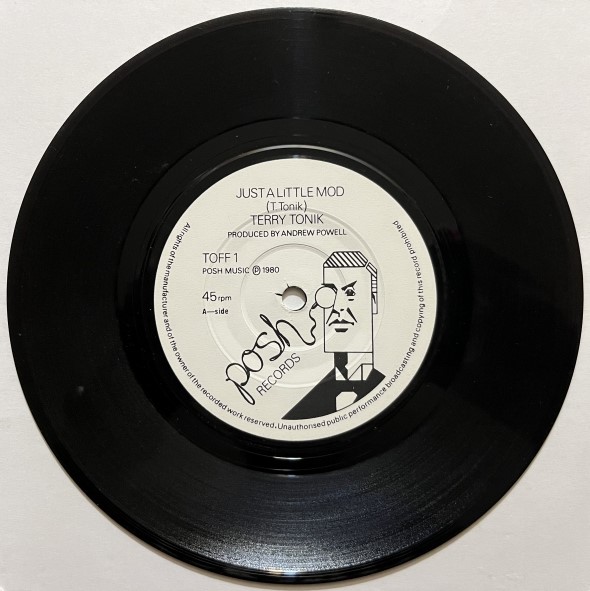 JUST A LITTLE MOD
(T.Tonik)
TERRY TONIK
PRODUCED BY ANDREW POWELL
TOFF 1
POSH MUSIC ℗ 1980
45 rpm
A—side
posh
RECORDS
All rights of the manufacturer and of the owner of the recorded work reserved. Unauthorised public performance broadcasting and copying of this record prohibited